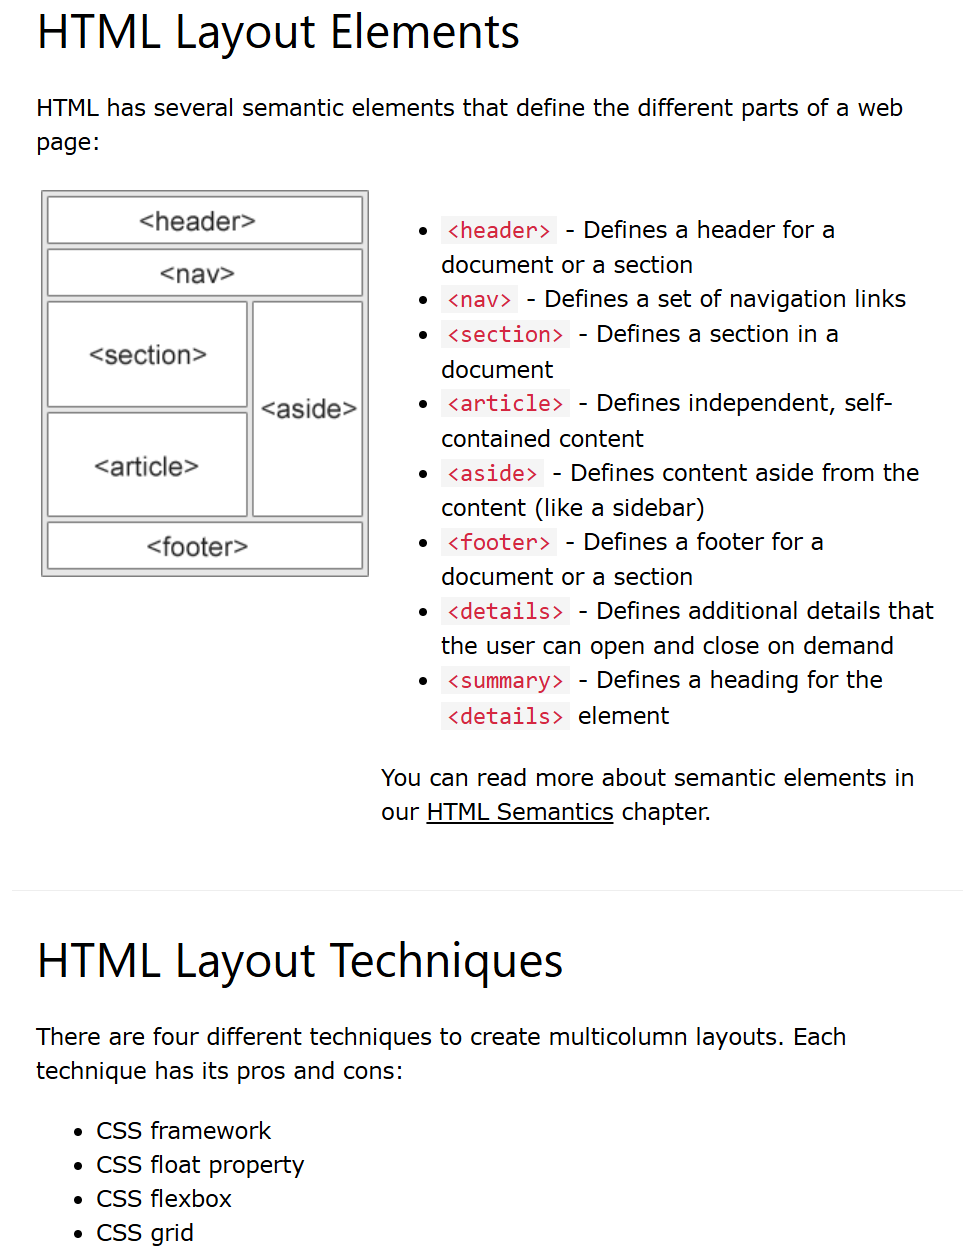 HTML Layout Elements
HTML has several semantic elements that define the different parts of a web
page:
<header>
<nav>
<section>
<aside>
<article>
<footer>
• <header> - Defines a header for a
document or a section
• <nav> - Defines a set of navigation links
• <section> - Defines a section in a
document
• <article> - Defines independent, self-
contained content
• <aside> - Defines content aside from the
content (like a sidebar)
• <footer> - Defines a footer for a
document or a section
• <details> - Defines additional details that
the user can open and close on demand
• <summary> - Defines a heading for the
<details> element
You can read more about semantic elements in
our HTML Semantics chapter.
HTML Layout Techniques
There are four different techniques to create multicolumn layouts. Each
technique has its pros and cons:
• CSS framework
• CSS float property
• CSS flexbox
• CSS grid